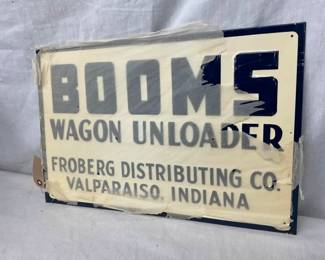 BOOMS
WAGON UNLOADER
FROBERG DISTRIBUTING CO.
VALPARAISO, INDIANA